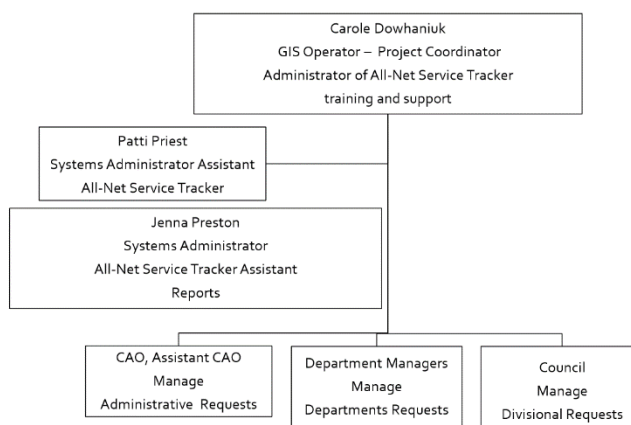 Carole Dowhaniuk
GIS Operator – Project Coordinator
Administrator of All-Net Service Tracker
training and support
Patti Priest
Systems Administrator Assistant
All-Net Service Tracker
Jenna Preston
Systems Administrator
All-Net Service Tracker Assistant
Reports
CAO, Assistant CAO
Manage
Administrative Requests
Department Managers
Manage
Departments Requests
Council
Manage
Divisional Requests